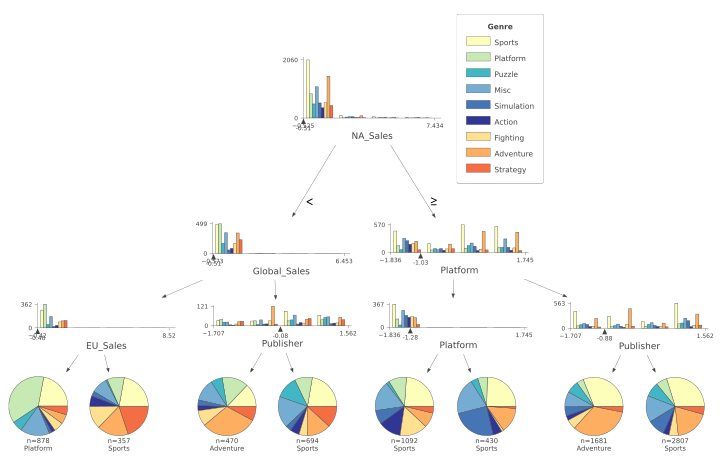 Genre
Sports
Platform
Puzzle
Misc
Simulation
Action
Fighting
Adventure
Strategy
2060
0
-0.51
7.434
NA_Sales
<
≥
499
0
-0.51
6.453
Global_Sales
570
0
−1.836
-1.03
1.745
Platform
362
0
8.52
EU_Sales
121
0
−1.707
-0.08
1.562
Publisher
367
0
−1.836
-1.28
1.745
Platform
563
0
−1.707
-0.88
1.562
Publisher
n=878
Platform
n=357
Sports
n=470
Adventure
n=694
Sports
n=1092
Sports
n=430
Sports
n=1681
Adventure
n=2807
Sports